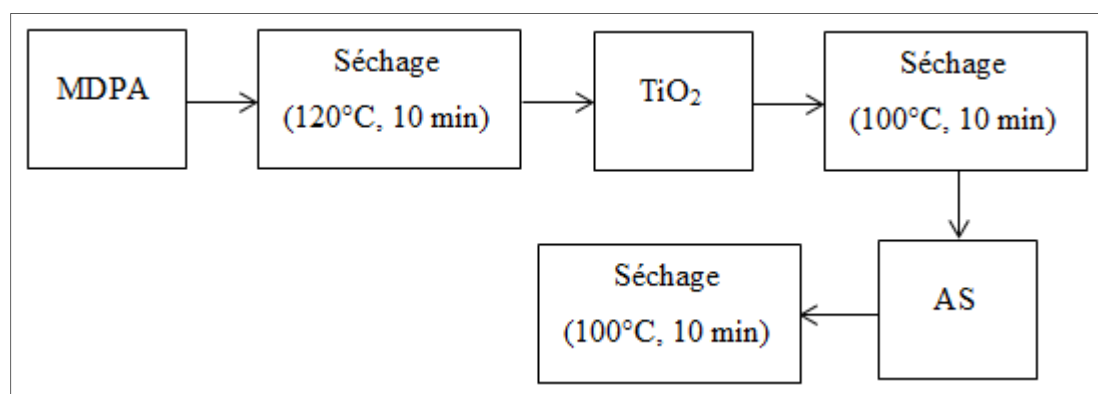 MDPA
Séchage
(120°C, 10 min)
TiO₂
Séchage
(100°C, 10 min)
AS
Séchage
(100°C, 10 min)